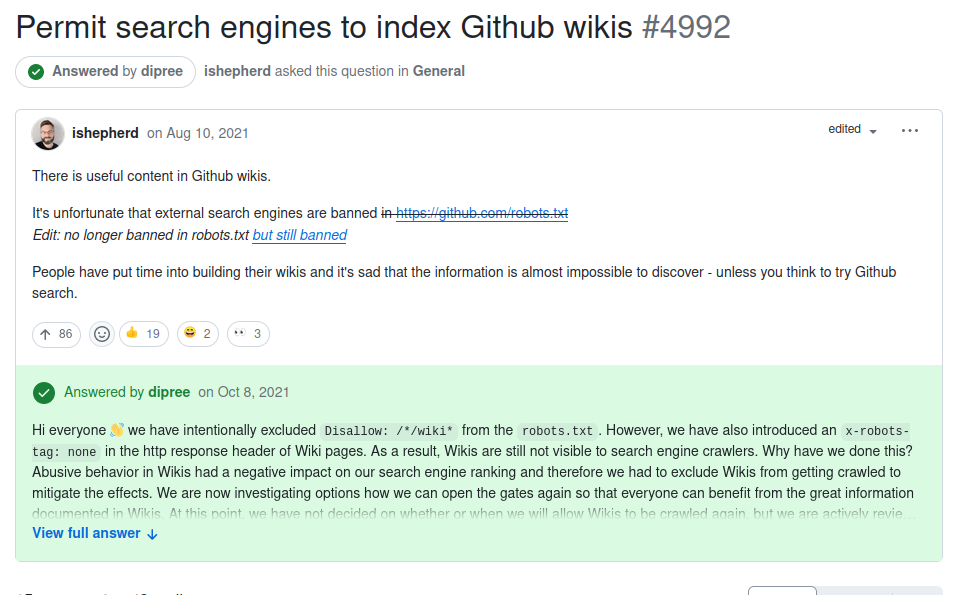 Permit search engines to index Github wikis #4992
Answered by dipree ishepherd asked this question in General
ishepherd on Aug 10, 2021 edited
There is useful content in Github wikis.
It's unfortunate that external search engines are banned in https://github.com/robots.txt
Edit: no longer banned in robots.txt but still banned
People have put time into building their wikis and it's sad that the information is almost impossible to discover - unless you think to try Github
search.
86 👍 19 😄 2 👀 3
Answered by dipree on Oct 8, 2021
Hi everyone 👋 we have intentionally excluded Disallow: /*/wiki* from the robots.txt. However, we have also introduced an x-robots-
tag: none in the http response header of Wiki pages. As a result, Wikis are still not visible to search engine crawlers. Why have we done this?
Abusive behavior in Wikis had a negative impact on our search engine ranking and therefore we had to exclude Wikis from getting crawled to
mitigate the effects. We are now investigating options how we can open the gates again so that everyone can benefit from the great information
documented in Wikis. At this point, we have not decided on whether or when we will allow Wikis to be crawled again, but we are actively revie...
View full answer ↓